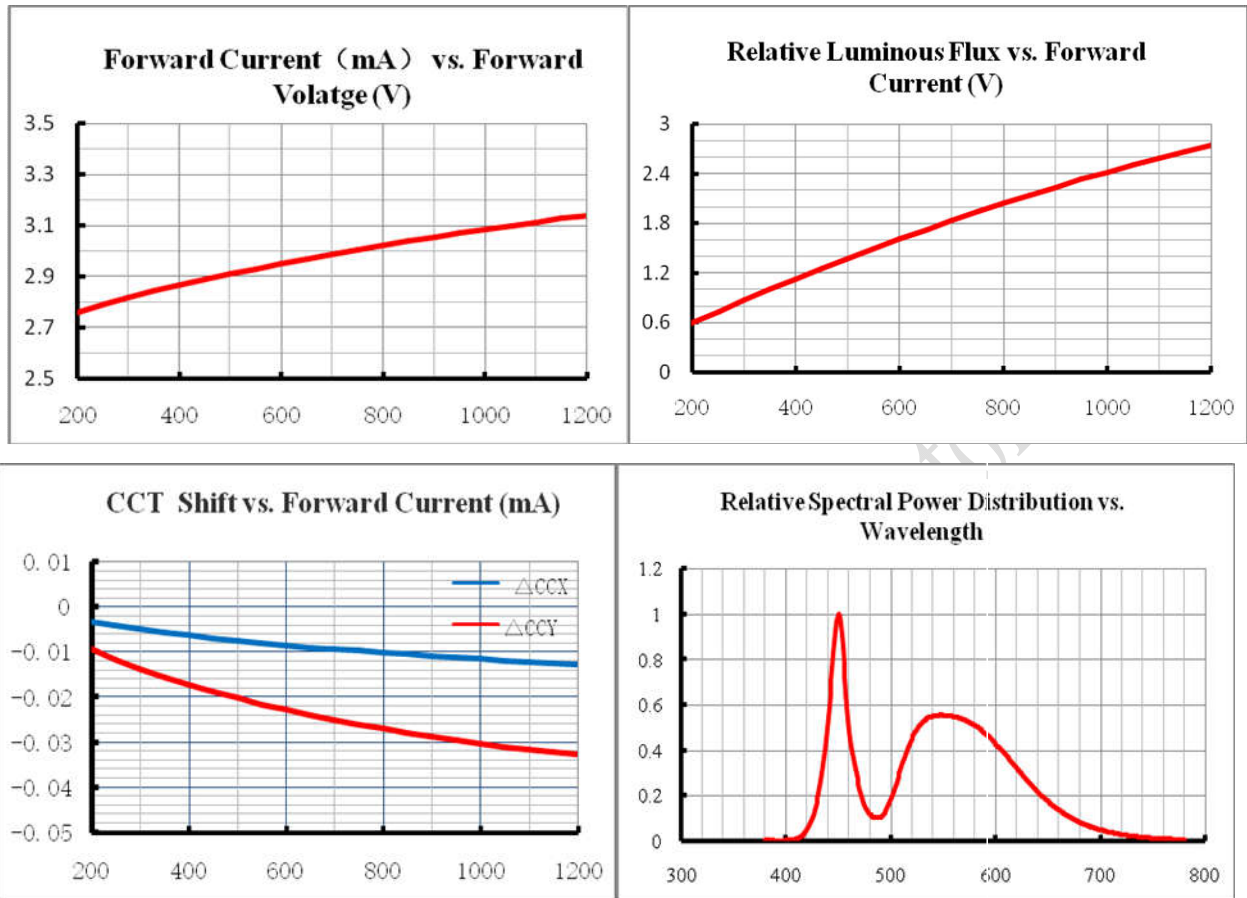 Forward Current（mA） vs. Forward
Volatge (V)
3.5
3.3
3.1
2.9
2.7
2.5
200 400 600 800 1000 1200
Relative Luminous Flux vs. Forward
Current (V)
3
2.4
1.8
1.2
0.6
0
200 400 600 800 1000 1200
CCT Shift vs. Forward Current (mA)
0.01
0
-0.01
-0.02
-0.03
-0.04
-0.05
△CCX
△CCY
200 400 600 800 1000 1200
Relative Spectral Power Distribution vs.
Wavelength
1.2
1
0.8
0.6
0.4
0.2
0
300 400 500 600 700 800